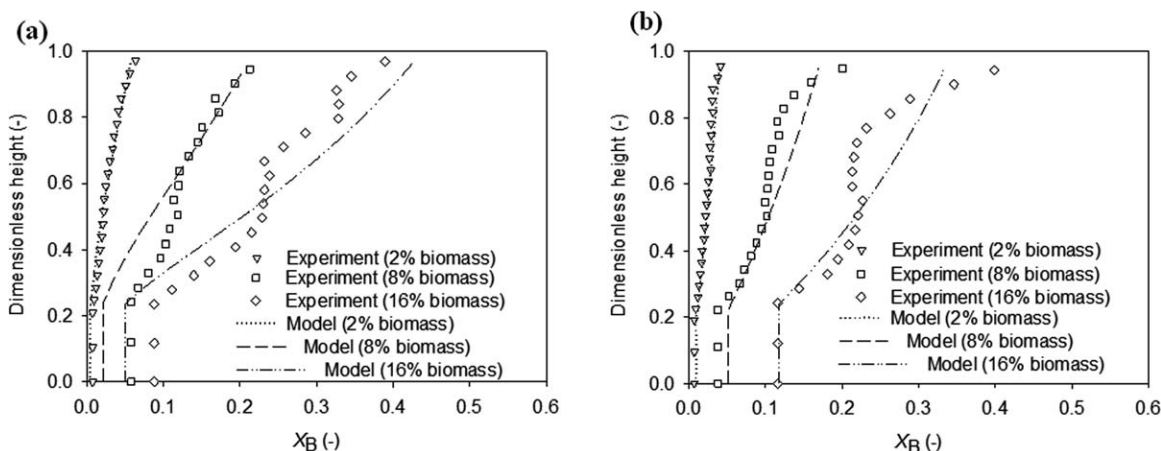 (a)
1.0
0.8
0.6
0.4
0.2
0.0
Dimensionless height (-)
Experiment (2% biomass)
Experiment (8% biomass)
Experiment (16% biomass)
Model (2% biomass)
Model (8% biomass)
Model (16% biomass)
0.0 0.1 0.2 0.3 0.4 0.5 0.6
XB (-)
(b)
1.0
0.8
0.6
0.4
0.2
0.0
Dimensionless height (-)
Experiment (2% biomass)
Experiment (8% biomass)
Experiment (16% biomass)
Model (2% biomass)
Model (8% biomass)
Model (16% biomass)
0.0 0.1 0.2 0.3 0.4 0.5 0.6
XB (-)